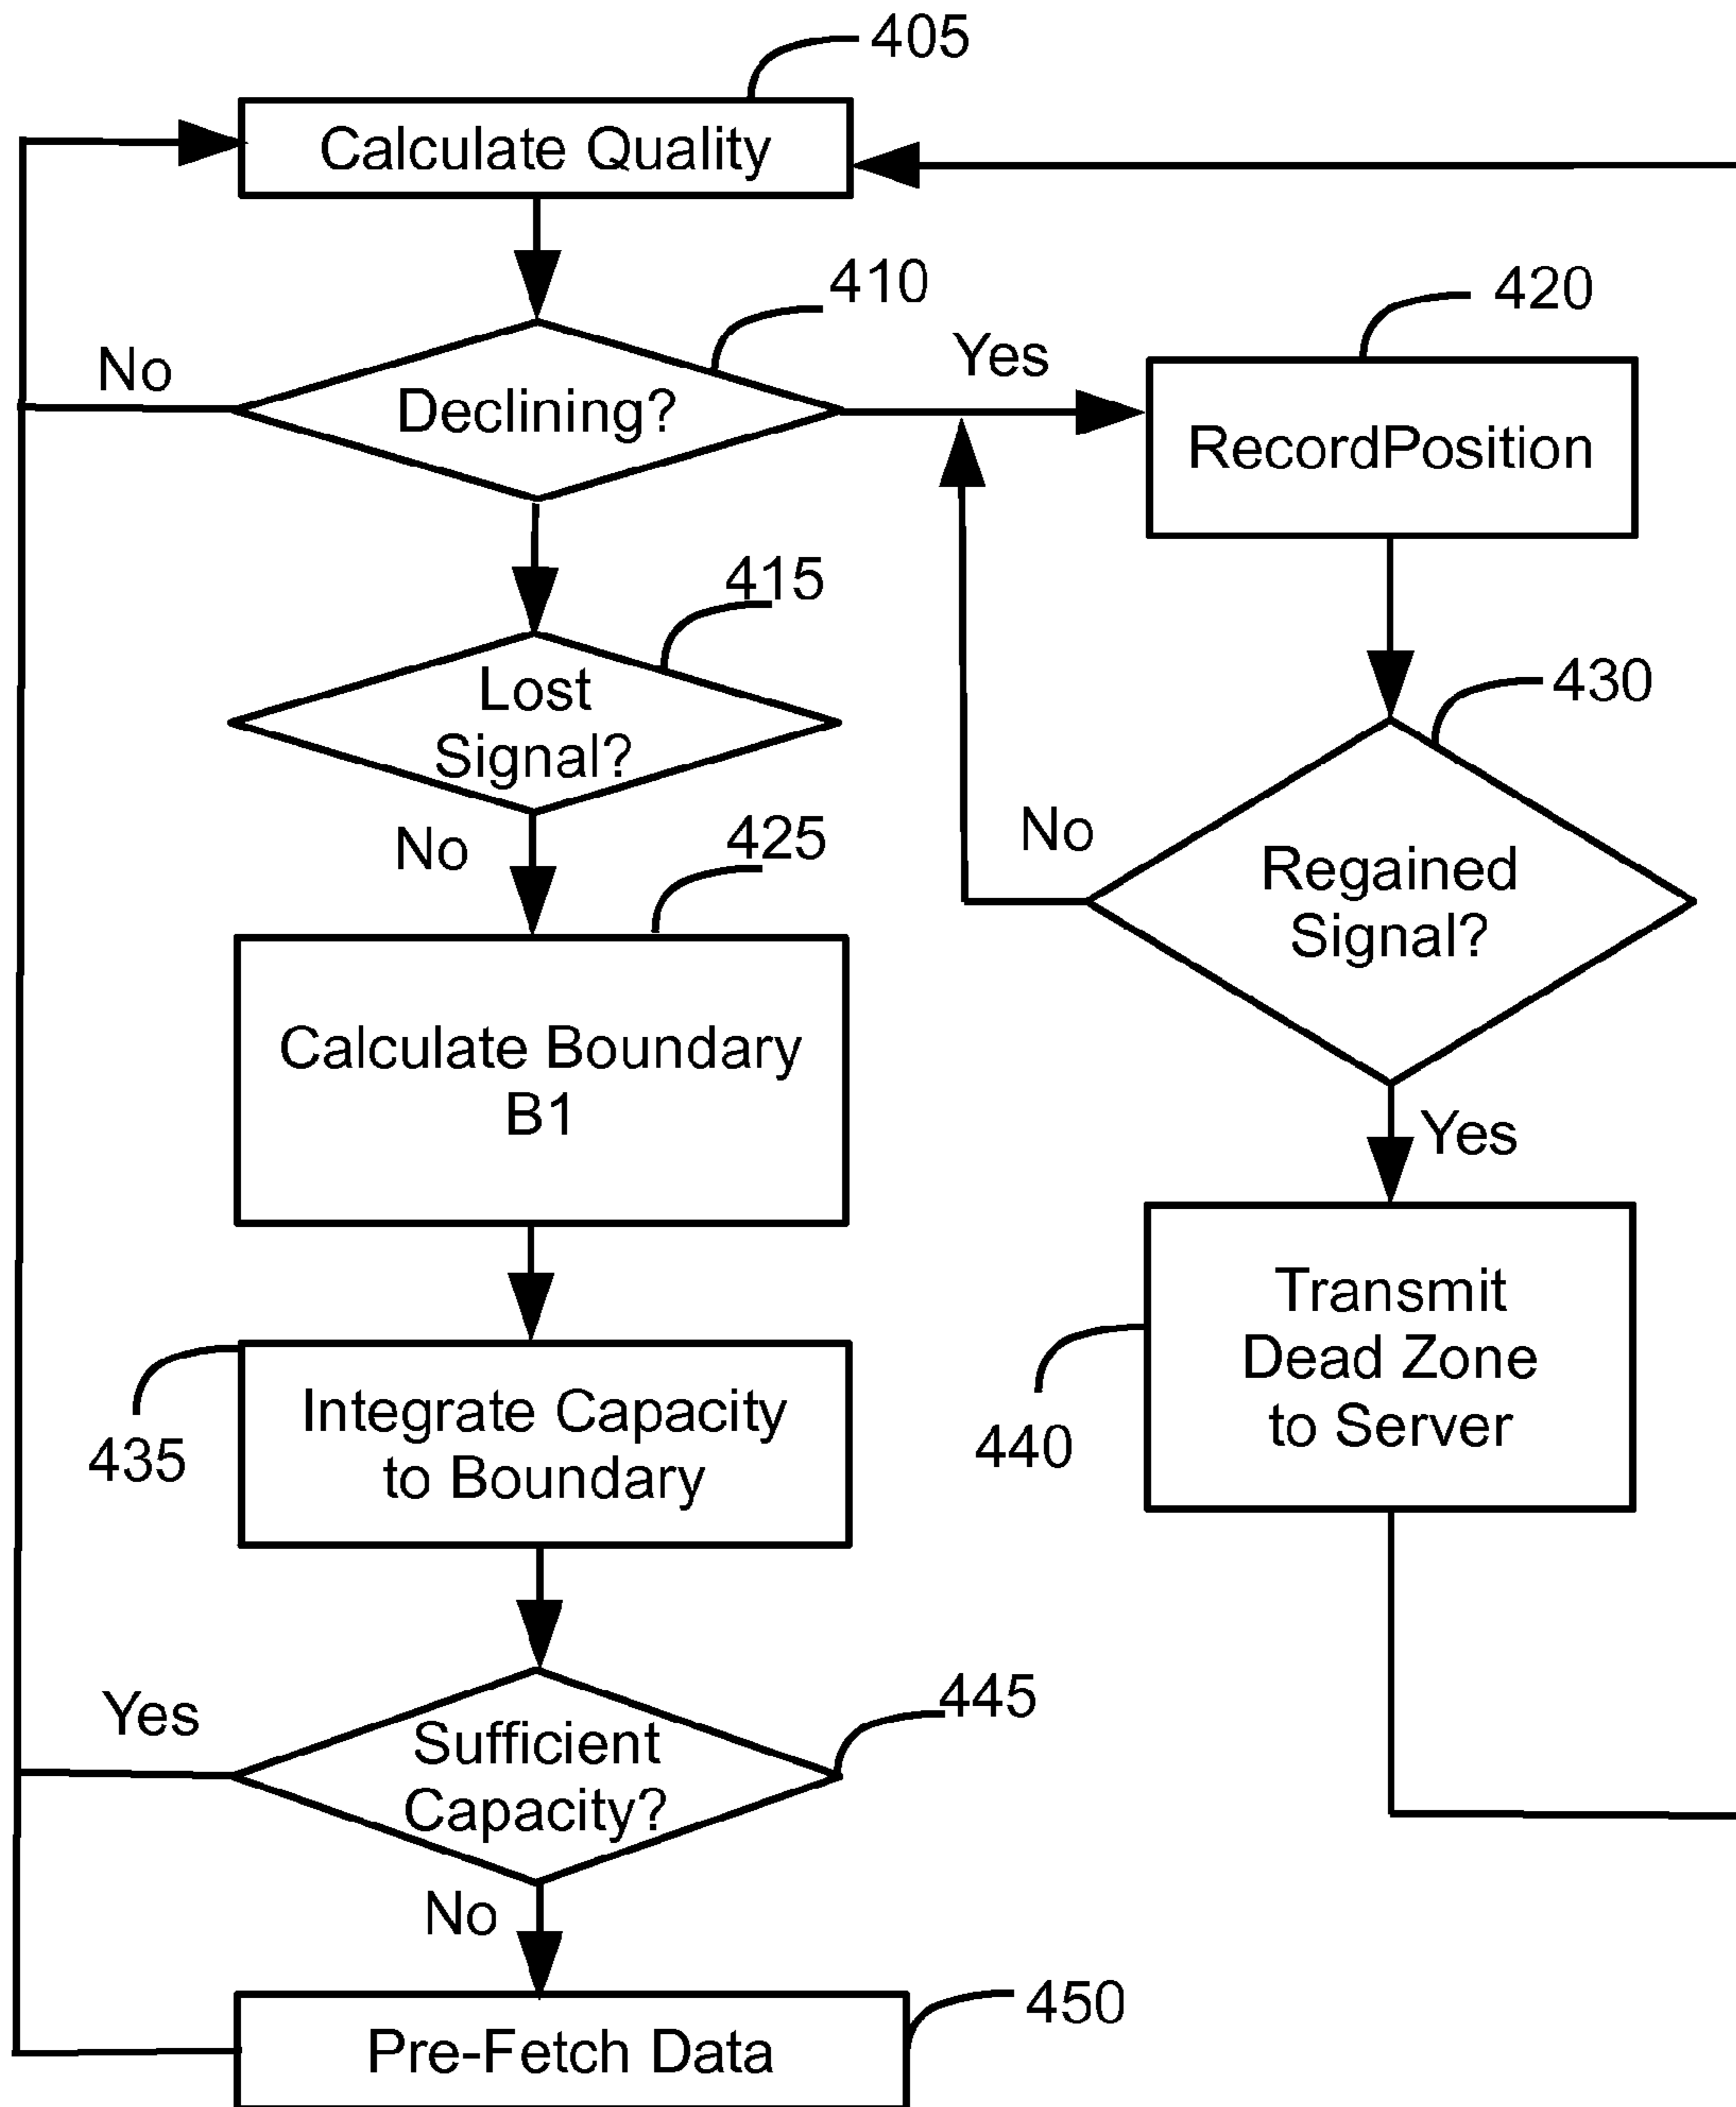 405
Calculate Quality
410
420
No
Yes
Declining?
RecordPosition
415
Lost
Signal?
430
No
425
No
Regained
Signal?
Calculate Boundary
B1
Yes
435
Integrate Capacity
to Boundary
Transmit
Dead Zone
to Server
440
Yes
445
Sufficient
Capacity?
No
450
Pre-Fetch Data